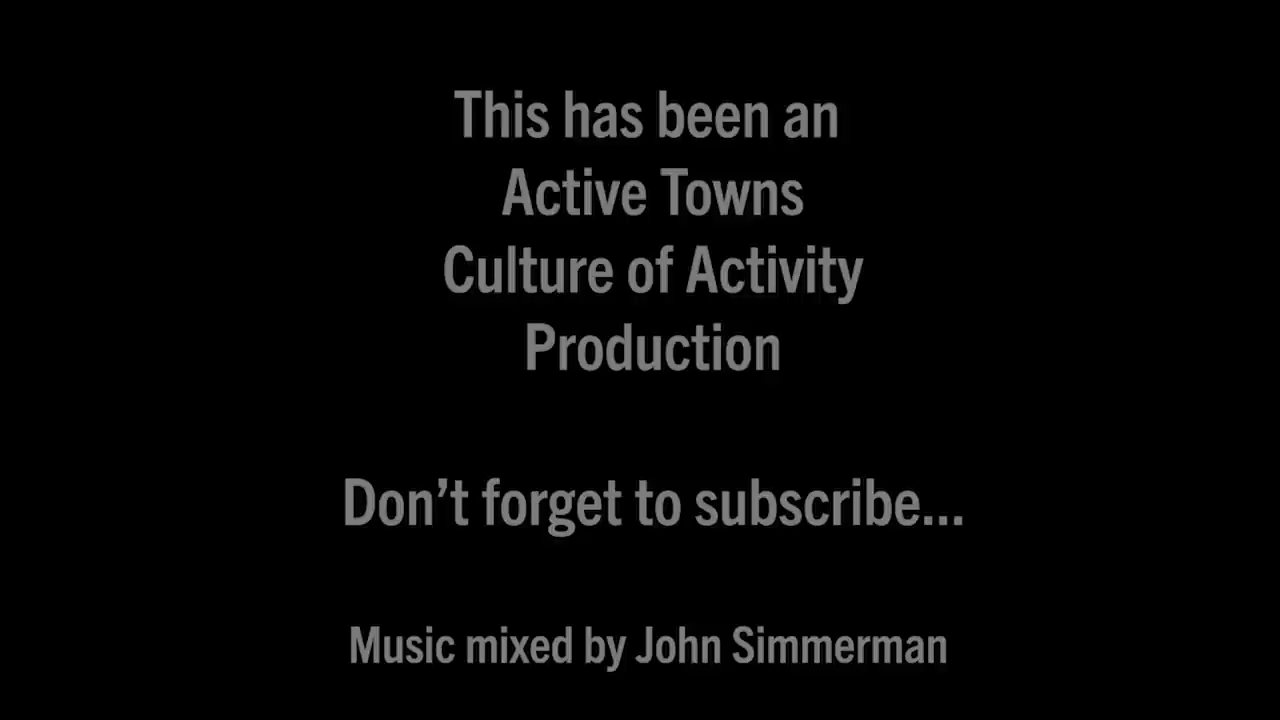 This has been an
Active Towns
Culture of Activity
Production
Don’t forget to subscribe...
Music mixed by John Simmerman